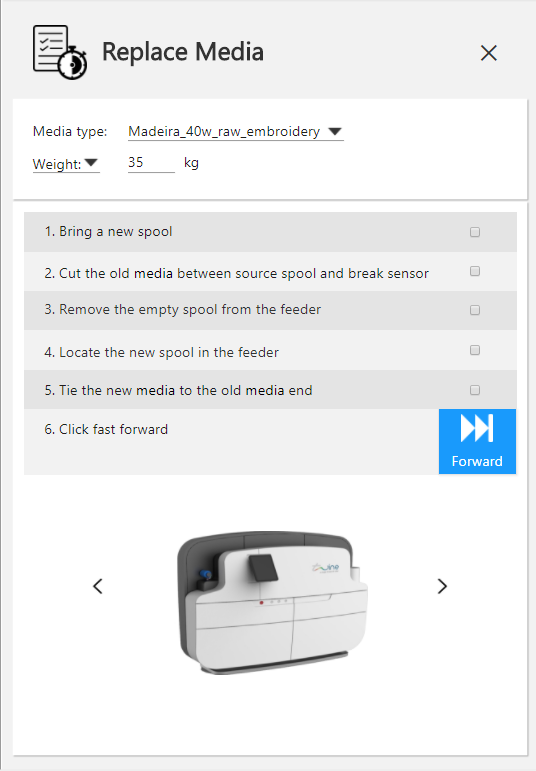 Replace Media
Media type: Madeira_40w_raw_embroidery
Weight: 35 kg
1. Bring a new spool
2. Cut the old media between source spool and break sensor
3. Remove the empty spool from the feeder
4. Locate the new spool in the feeder
5. Tie the new media to the old media end
6. Click fast forward
Forward